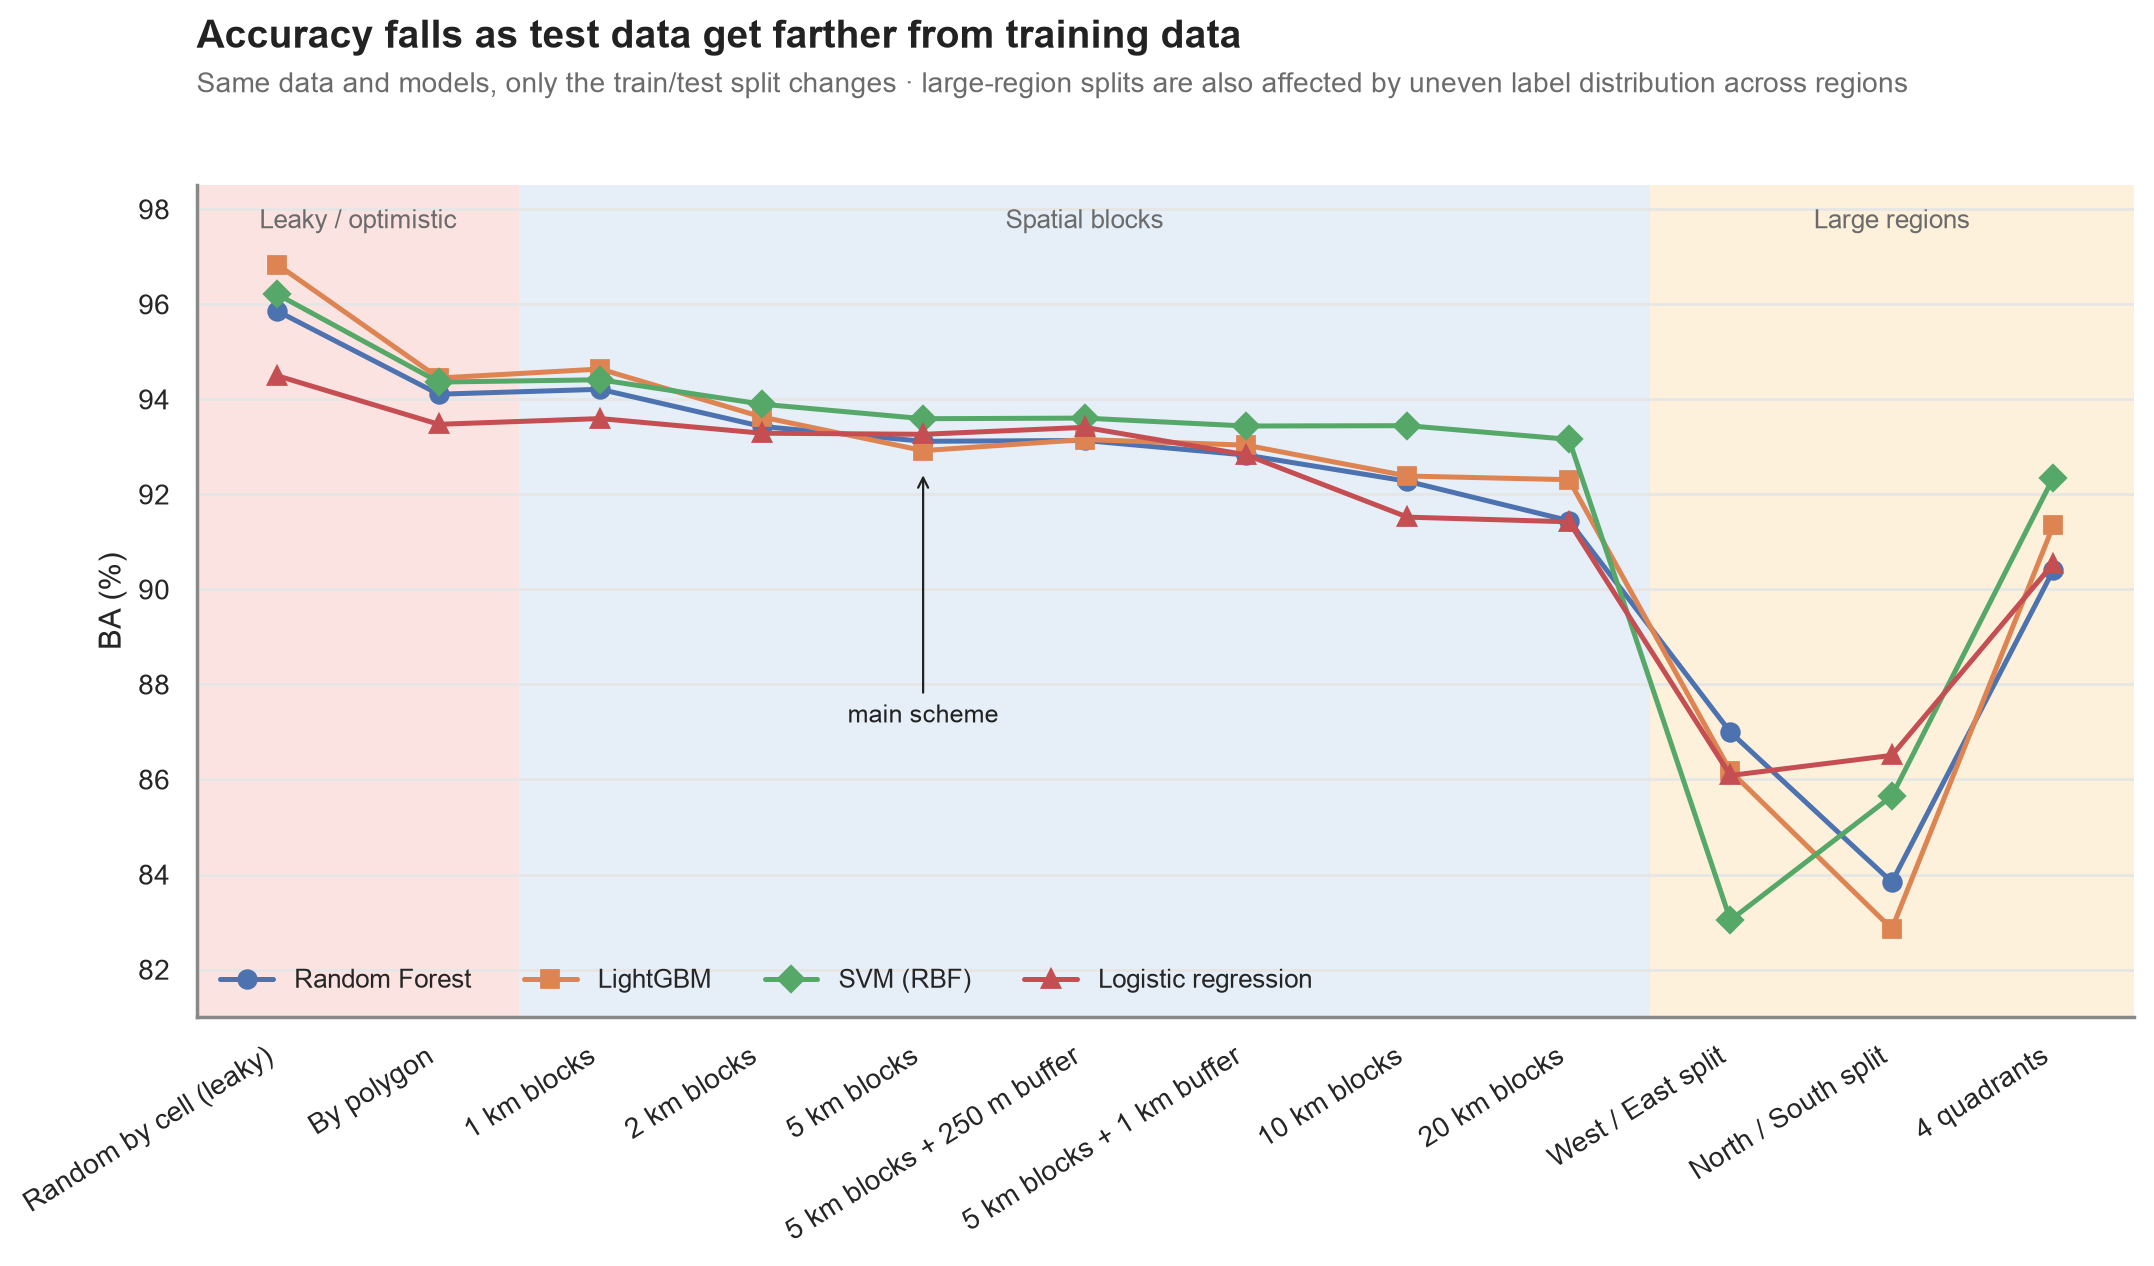 Accuracy falls as test data get farther from training data
Same data and models, only the train/test split changes · large-region splits are also affected by uneven label distribution across regions
98
96
94
92
90
88
86
84
82
BA (%)
Leaky / optimistic
Spatial blocks
Large regions
main scheme
Random Forest
LightGBM
SVM (RBF)
Logistic regression
Random by cell (leaky)
By polygon
1 km blocks
2 km blocks
5 km blocks
5 km blocks + 250 m buffer
5 km blocks + 1 km buffer
10 km blocks
20 km blocks
West / East split
North / South split
4 quadrants